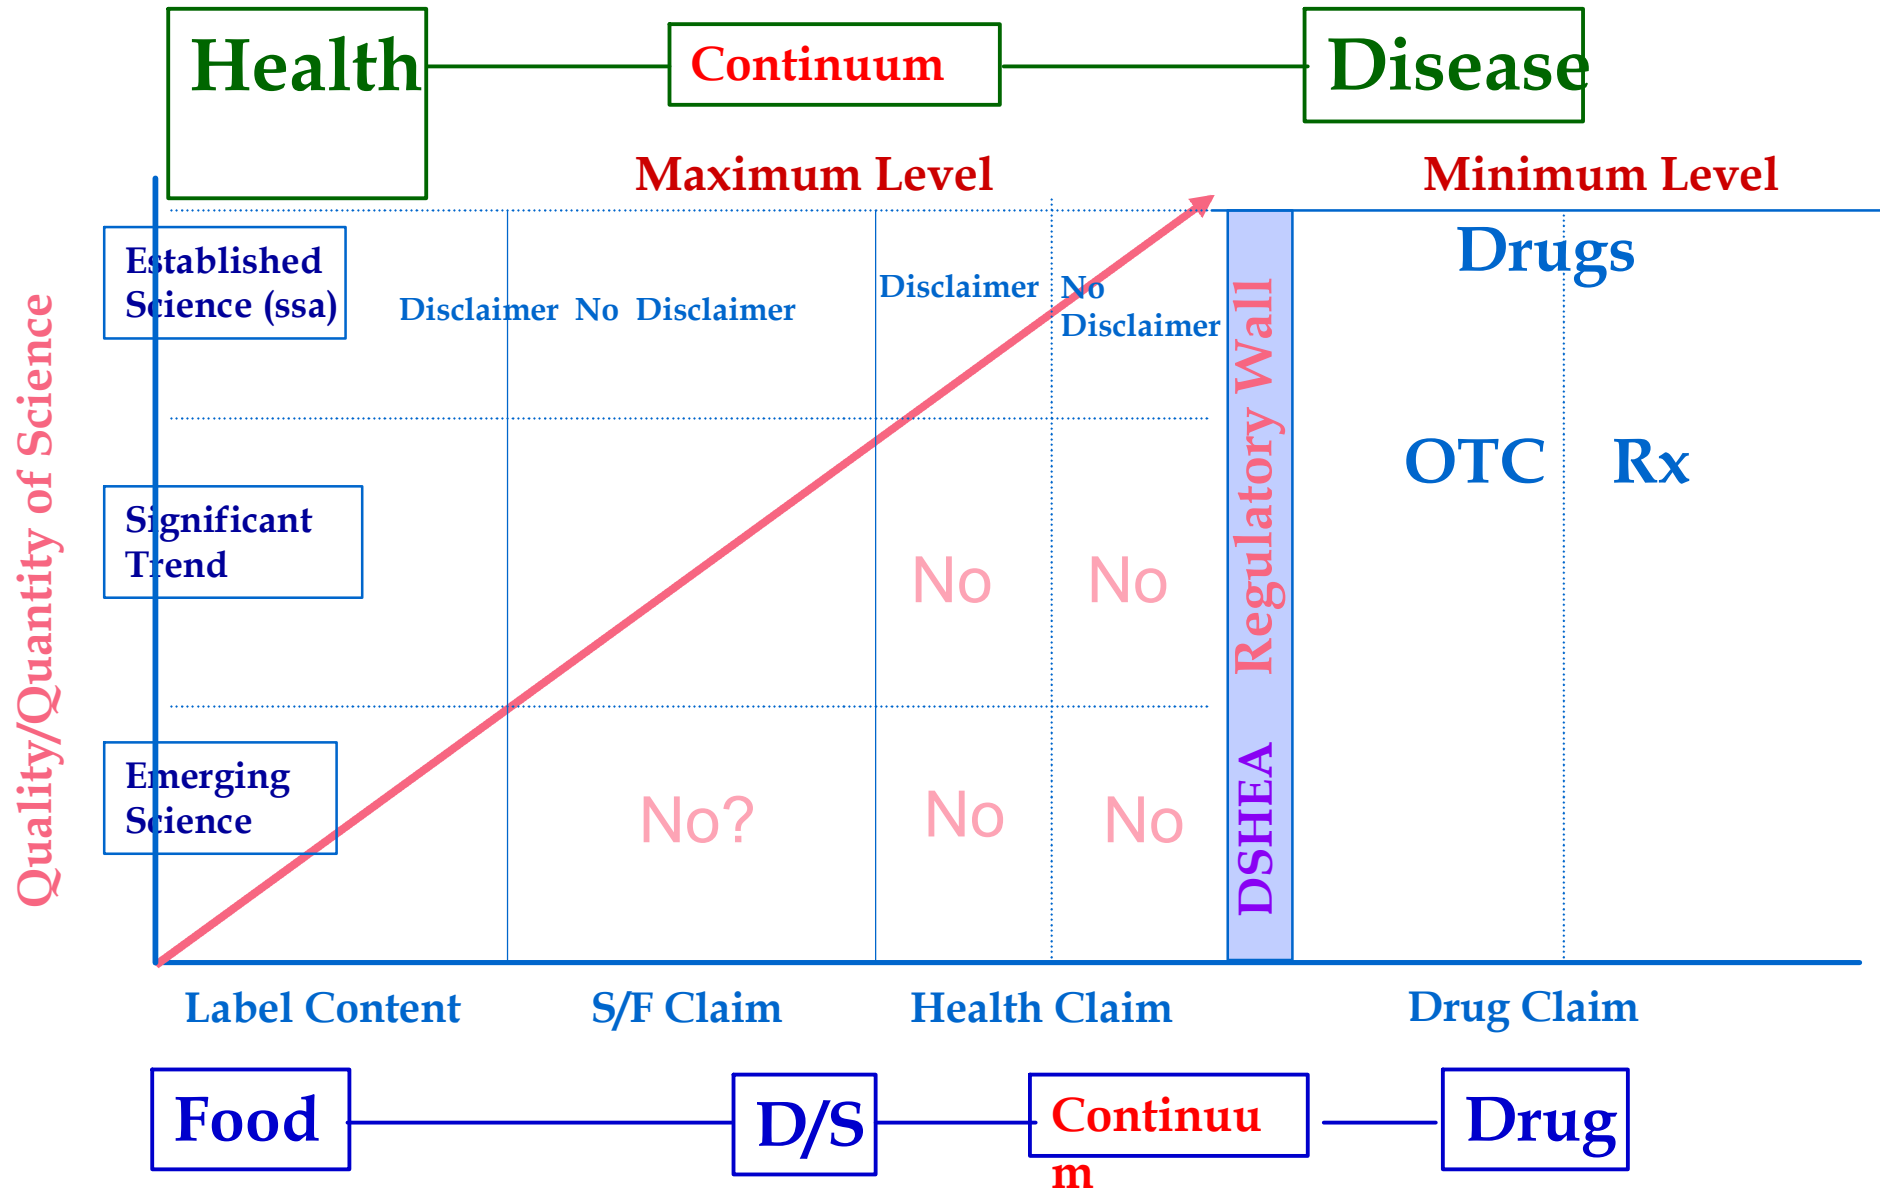 Health
Continuum
Disease
Maximum Level
Minimum Level
Quality/Quantity of Science
Established
Science (ssa)
Disclaimer No Disclaimer
Disclaimer
No
Disclaimer
Drugs
Significant
Trend
No
No
OTC
Rx
Emerging
Science
No?
No
No
DSHEA Regulatory Wall
Label Content
S/F Claim
Health Claim
Drug Claim
Food
D/S
Continuu
m
Drug